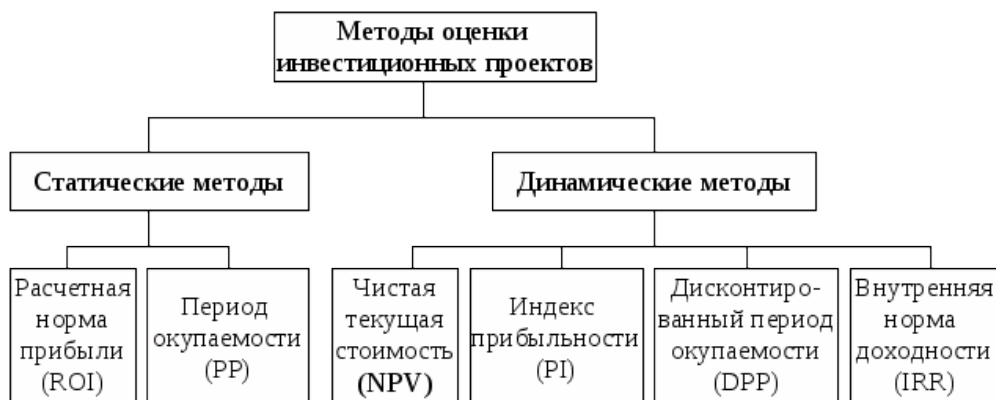 Методы оценки
инвестиционных проектов
Статические методы
Динамические методы
Расчетная
норма
прибыли
(ROI)
Период
окупаемости
(PP)
Чистая
текущая
стоимость
(NPV)
Индекс
прибыльности
(PI)
Дисконтиро-
ванный период
окупаемости
(DPP)
Внутренняя
норма
доходности
(IRR)